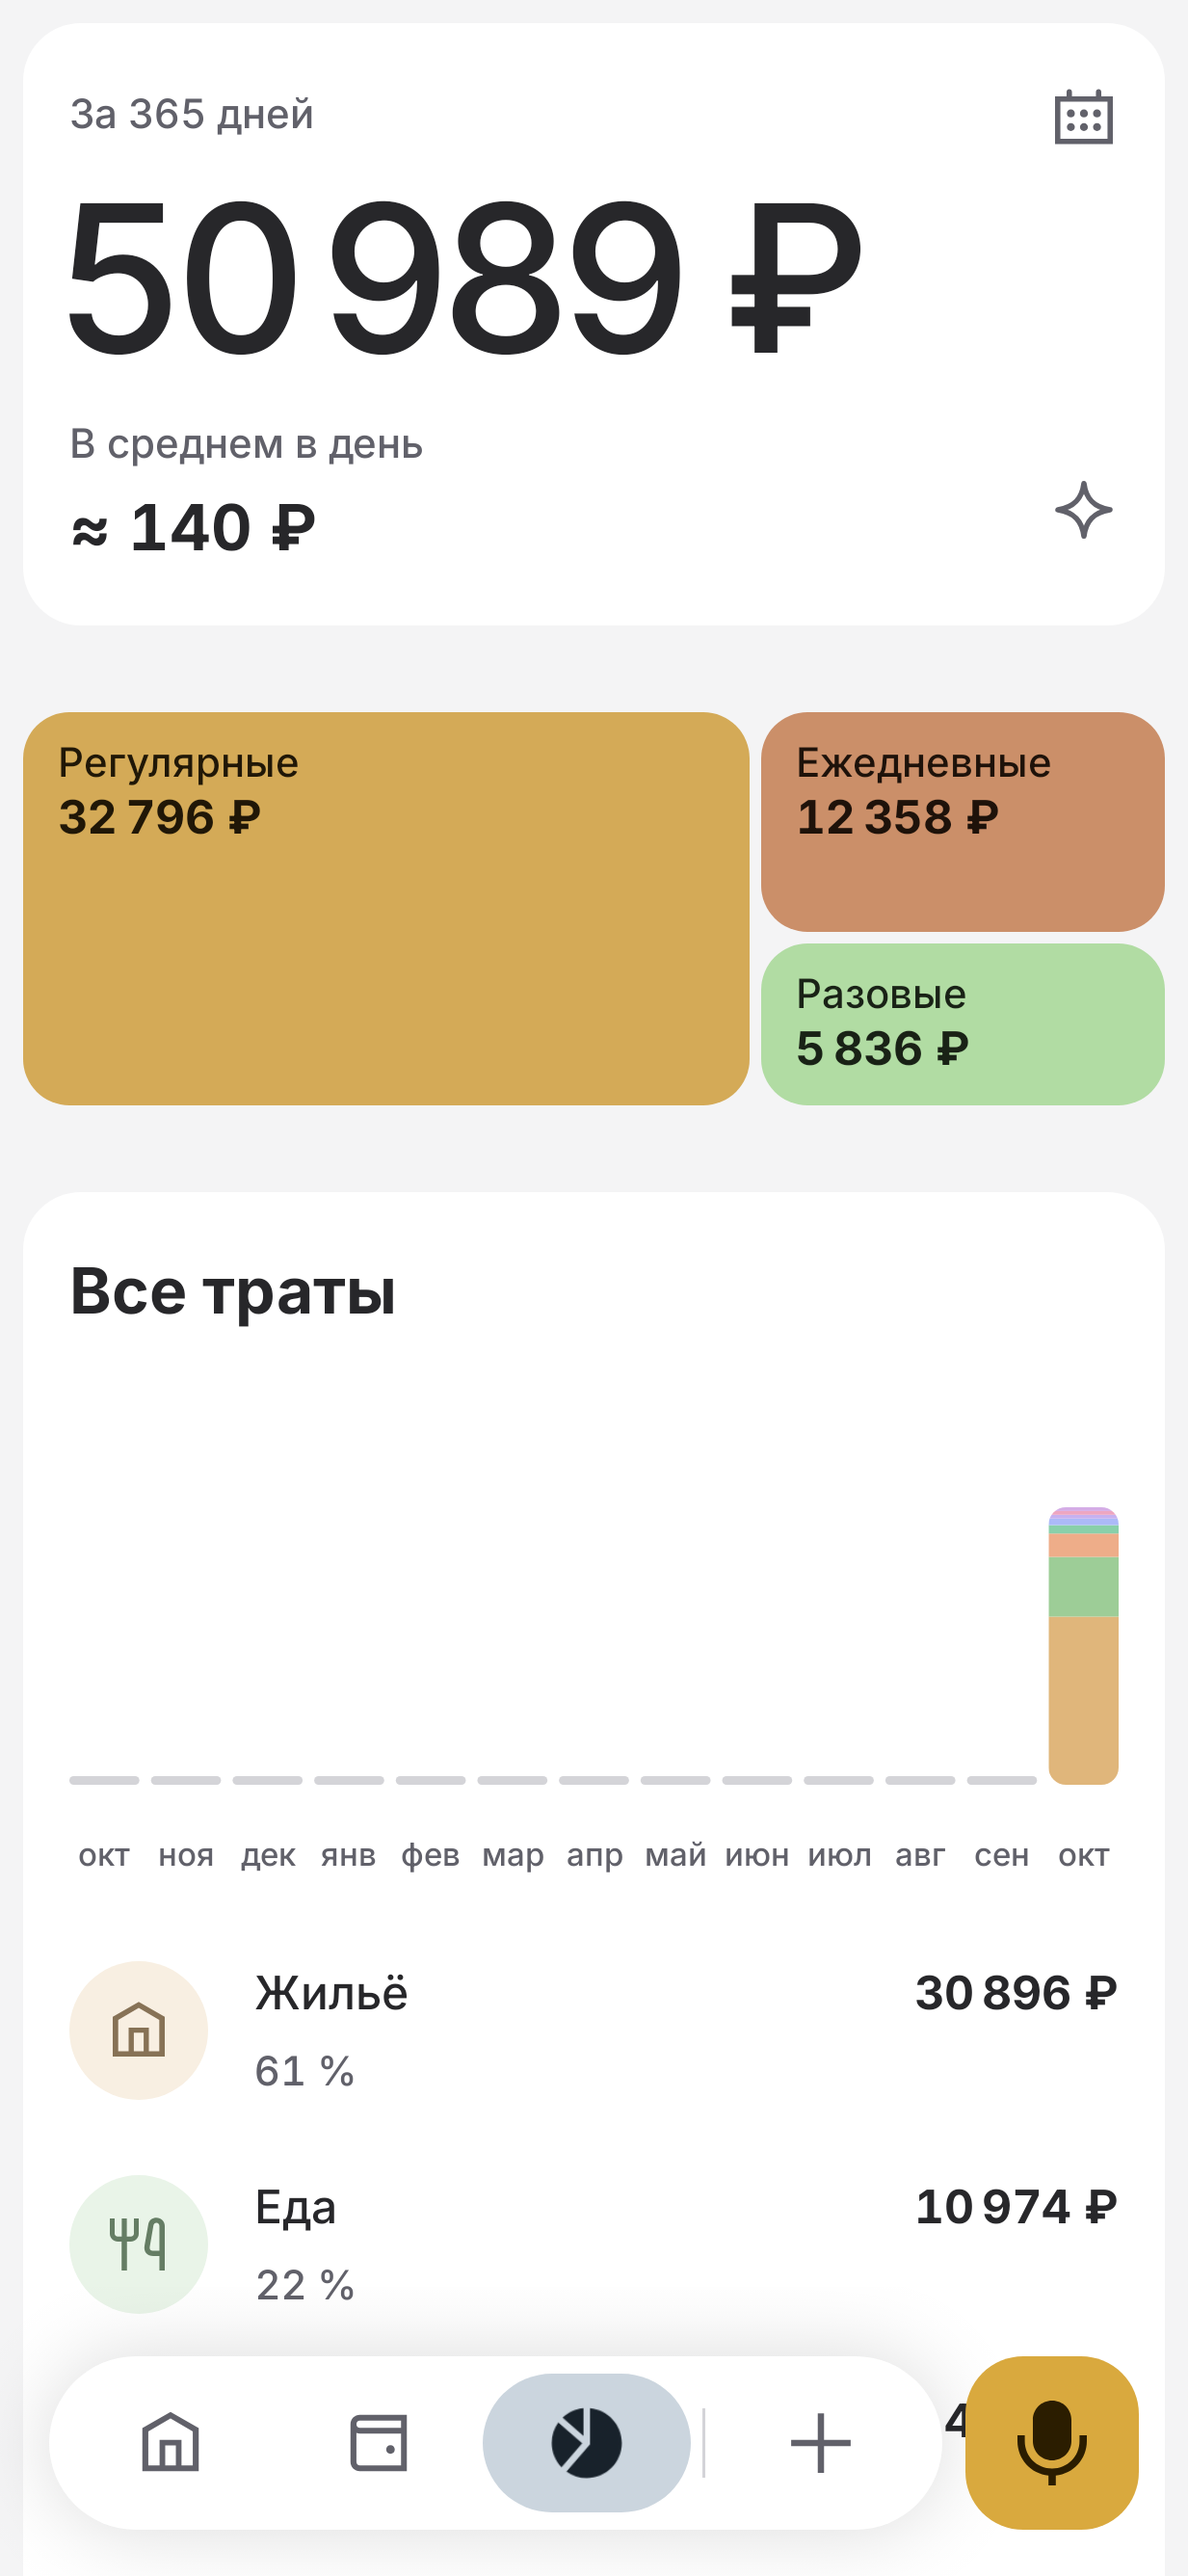 За 365 дней
50 989 ₽
В среднем в день
≈ 140 ₽
Регулярные
32 796 ₽
Ежедневные
12 358 ₽
Разовые
5 836 ₽
Все траты
окт ноя дек янв фев мар апр май июн июл авг сен окт
Жильё
30 896 ₽
61 %
Еда
10 974 ₽
22 %